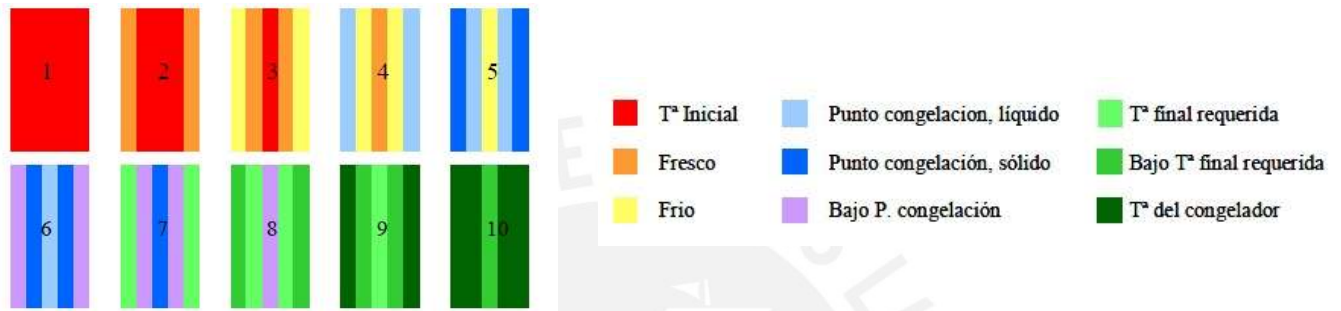 1 2 3 4 5
Tª Inicial Punto congelacion, líquido Tª final requerida
Fresco Punto congelación, sólido Bajo Tª final requerida
Frio Bajo P. congelación Tª del congelador
6 7 8 9 10